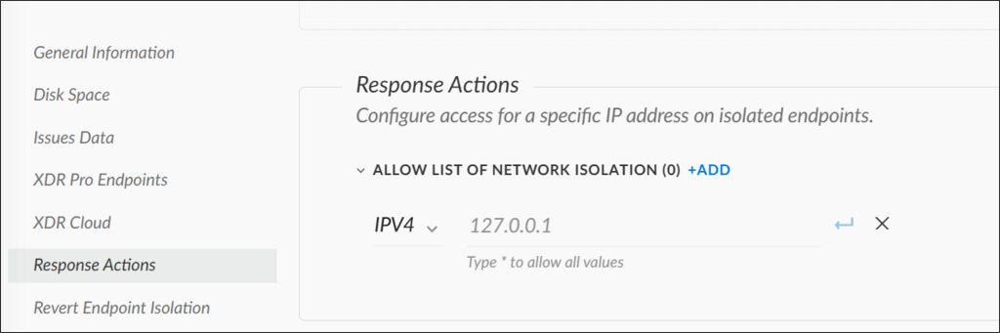 General Information
Disk Space
Issues Data
XDR Pro Endpoints
XDR Cloud
Response Actions
Revert Endpoint Isolation
Response Actions
Configure access for a specific IP address on isolated endpoints.
ALLOW LIST OF NETWORK ISOLATION (0) +ADD
IPV4 127.0.0.1
Type * to allow all values